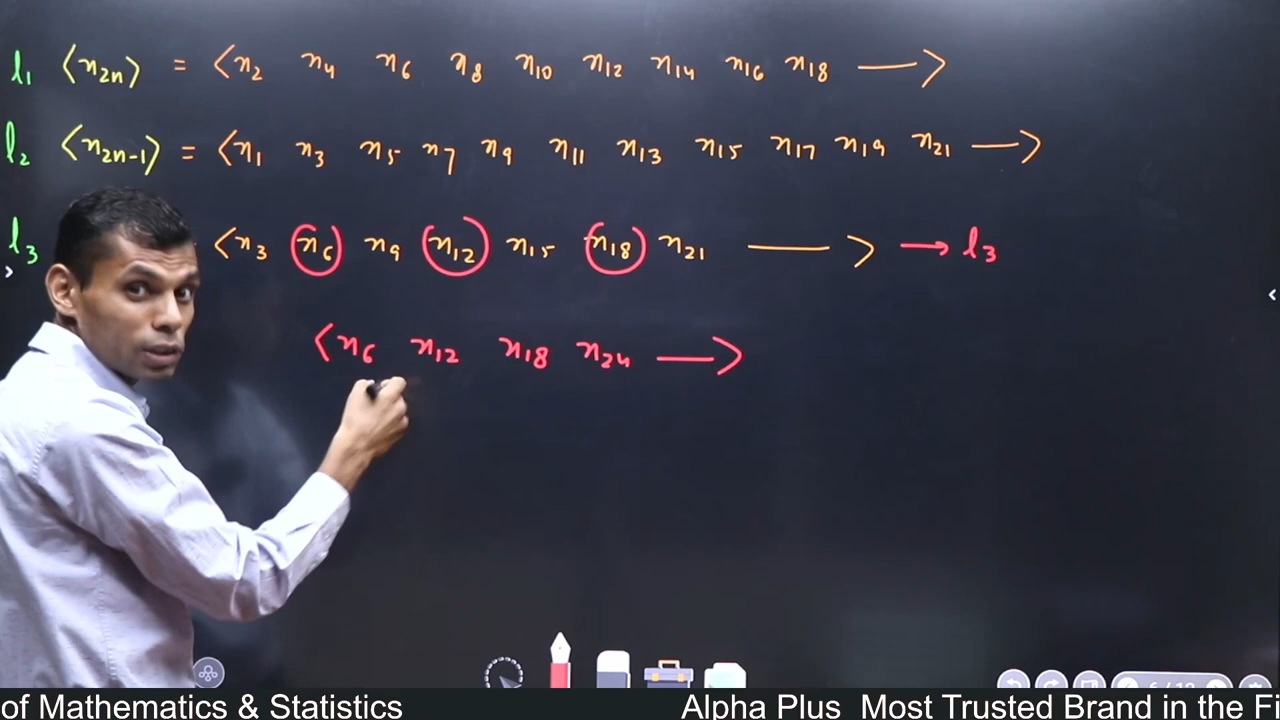 l₁ ⟨x₂ₙ⟩ = ⟨x₂ x₄ x₆ x₈ x₁₀ x₁₂ x₁₄ x₁₆ x₁₈ ⟶⟩
l₂ ⟨x₂ₙ₋₁⟩ = ⟨x₁ x₃ x₅ x₇ x₉ x₁₁ x₁₃ x₁₅ x₁₇ x₁₉ x₂₁ ⟶⟩
l₃ = ⟨x₃ x₆ x₉ x₁₂ x₁₅ x₁₈ x₂₁ ⟶⟩ → l₃
⟨x₆ x₁₂ x₁₈ x₂₄ ⟶⟩
of Mathematics & Statistics Alpha Plus Most Trusted Brand in the Fi